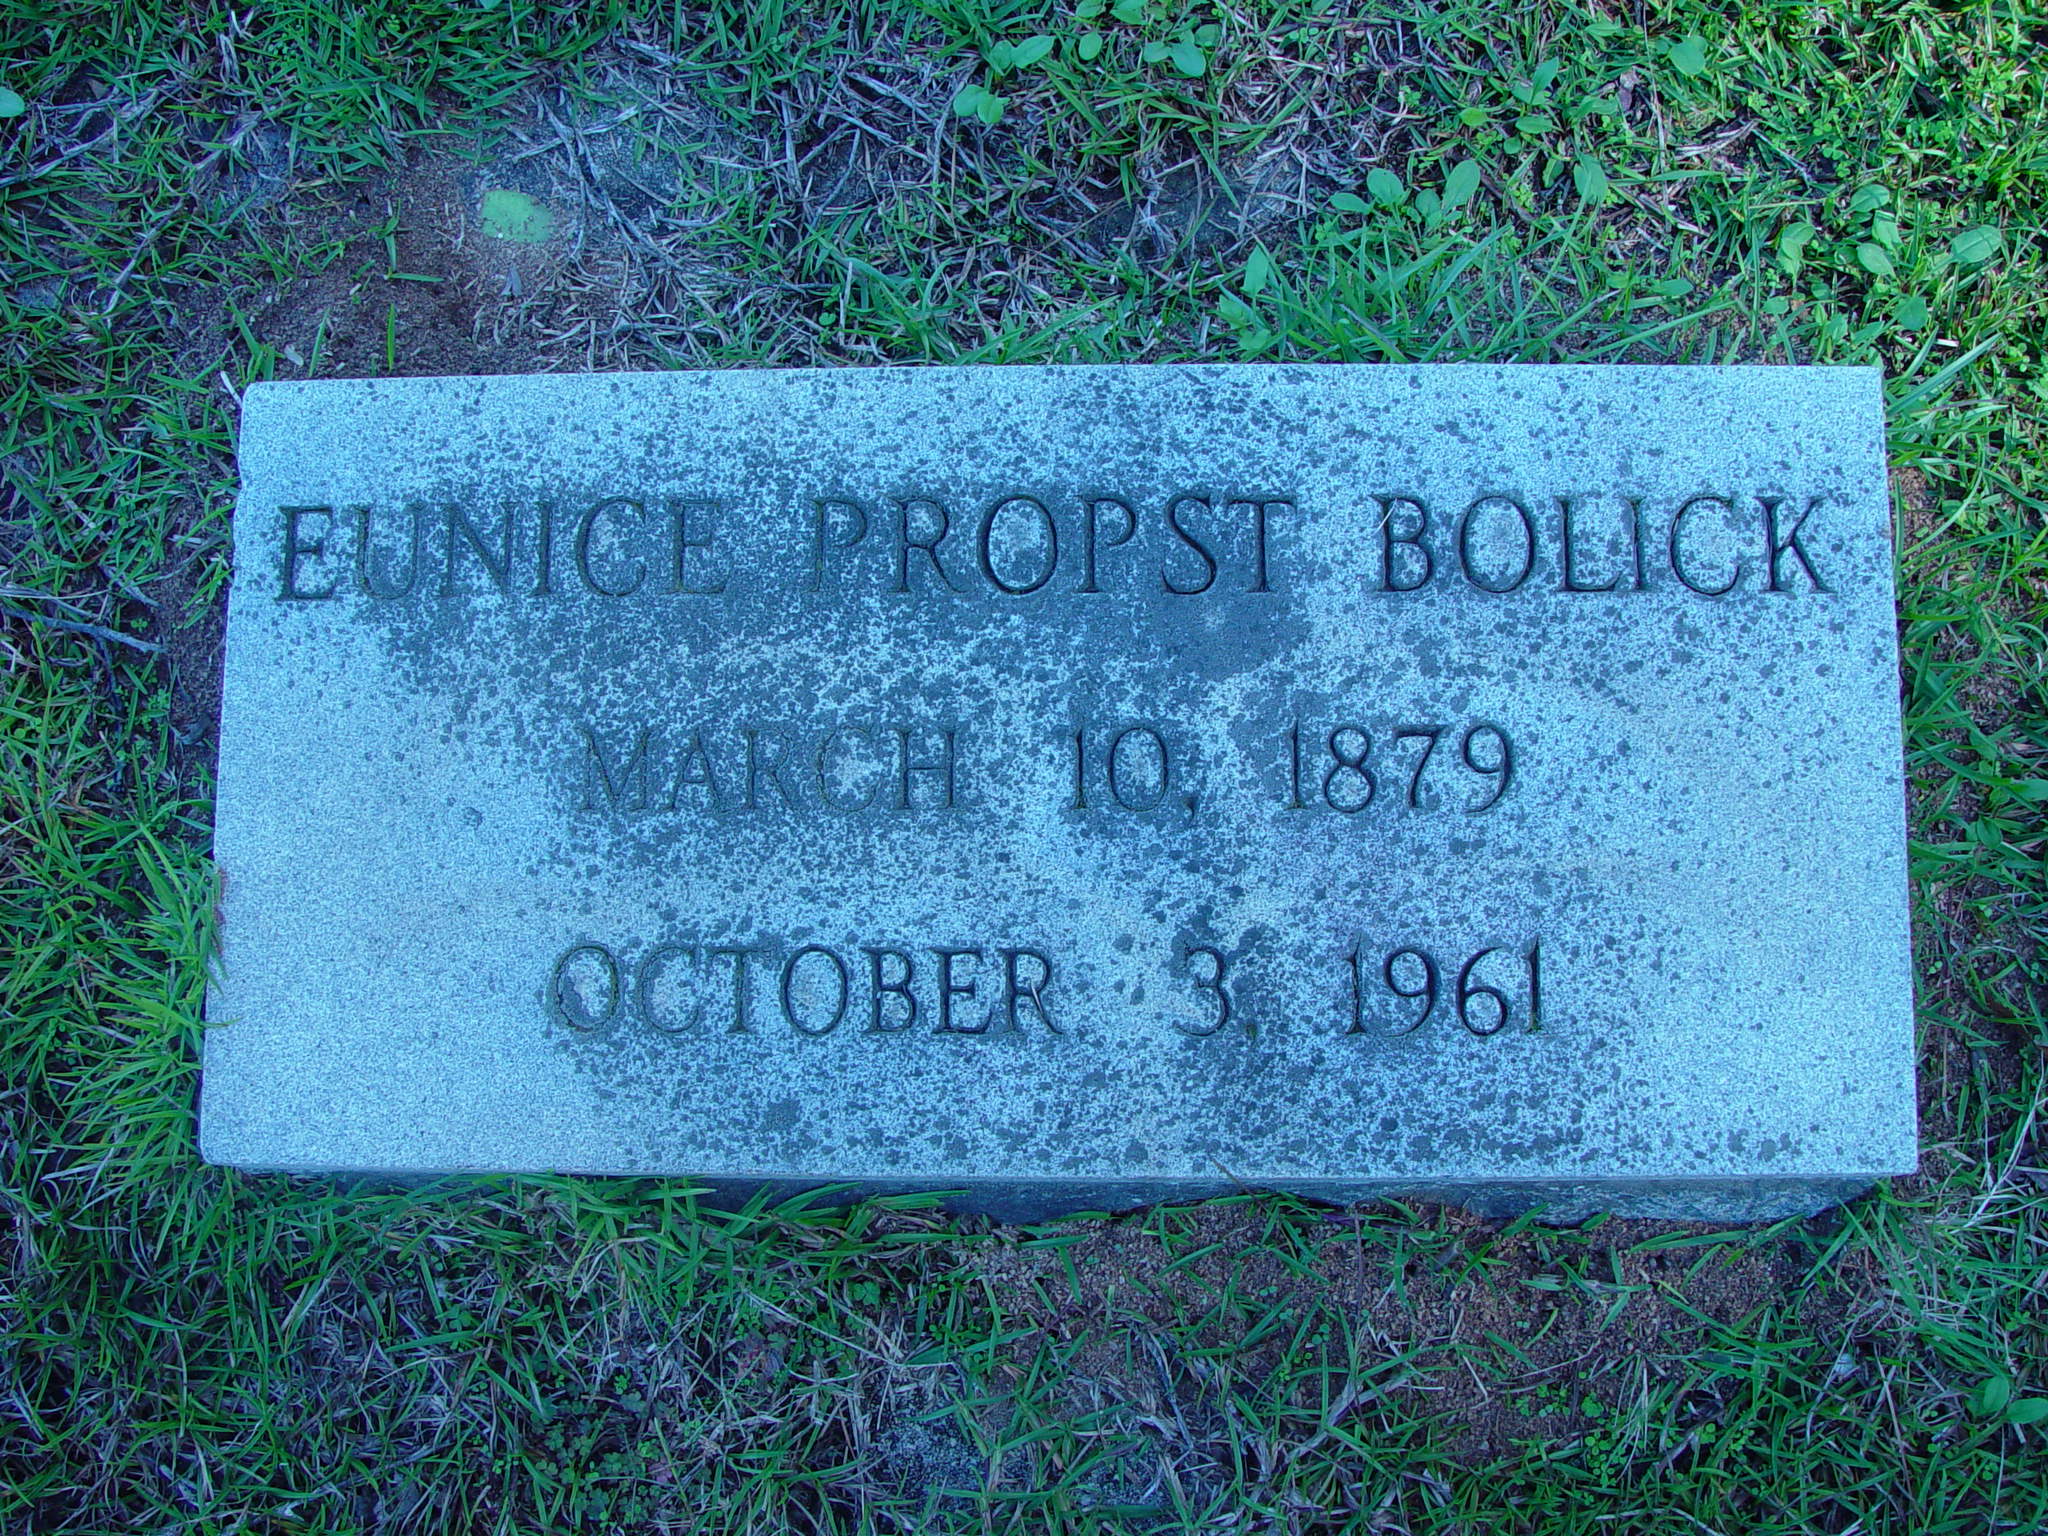 EUNICE PROPST BOLICK
MARCH 10, 1879
OCTOBER 3, 1961